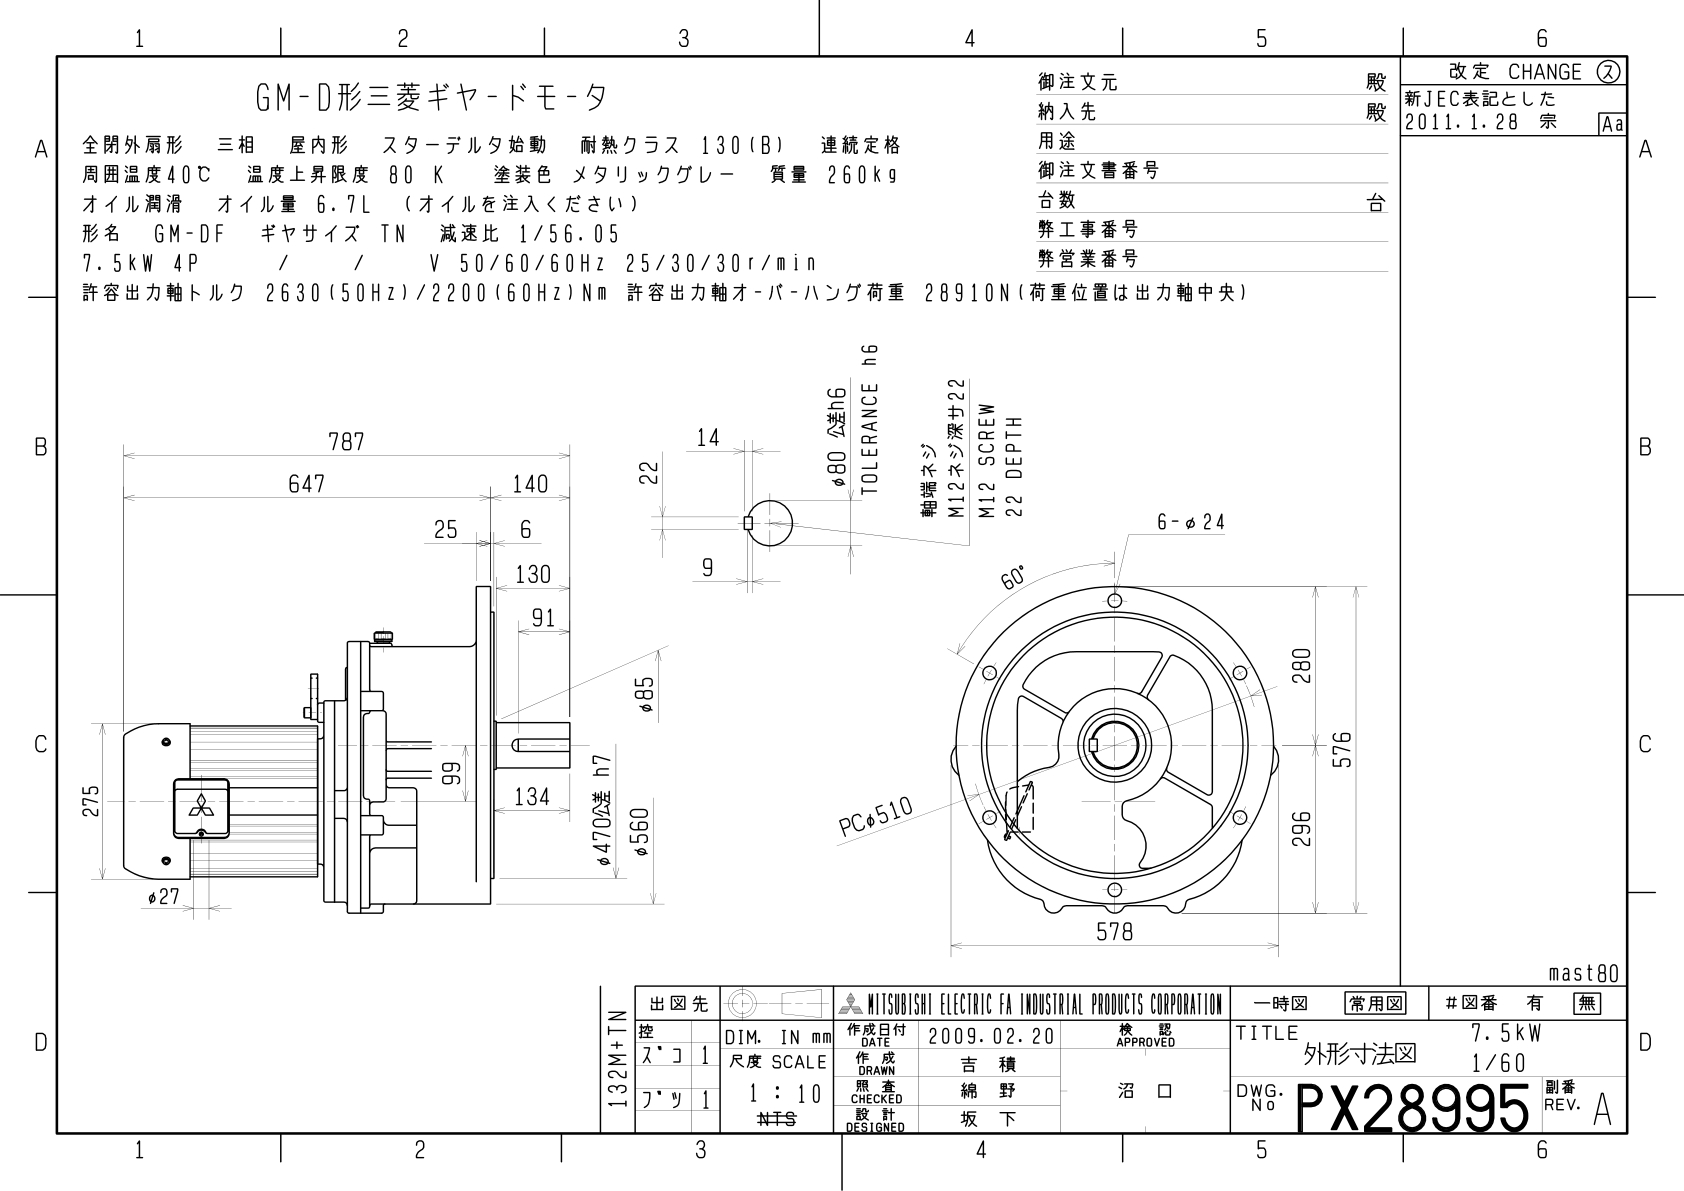 1 2 3 4 5 6
改定 CHANGE ス
新JEC表記とした
2011.1.28 宗 Aa
GM-D形三菱ギヤードモータ
全閉外扇形 三相 屋内形 スターデルタ始動 耐熱クラス 130(B) 連続定格
周囲温度40℃ 温度上昇限度 80 K 塗装色 メタリックグレー 質量 260kg
オイル潤滑 オイル量 6.7L (オイルを注入ください)
形名 GM-DF ギヤサイズ TN 減速比 1/56.05
7.5kW 4P / / V 50/60/60Hz 25/30/30r/min
許容出力軸トルク 2630(50Hz)/2200(60Hz)Nm 許容出力軸オーバーハング荷重 28910N(荷重位置は出力軸中央)
御注文元 殿
納入先 殿
用途
御注文書番号
台数 台
弊工事番号
弊営業番号
A A
B B
C C
D D
787
647 140
25 6
130
91
φ85
99
134
275
φ27
φ470公差 h7
φ560
14
22
9
φ80 公差h6
TOLERANCE h6
軸端ネジ
M12ネジ深サ22
M12 SCREW
22 DEPTH
6-φ24
60°
280
576
296
PCφ510
578
mast80
132M+TN
出図先
控
ズコ 1
ブツ 1
DIM. IN mm
尺度 SCALE
1 : 10
NTS
MITSUBISHI ELECTRIC FA INDUSTRIAL PRODUCTS CORPORATION
作成日付 DATE 2009.02.20
作成 DRAWN 吉積
照査 CHECKED 綿野
設計 DESIGNED 坂下
検認 APPROVED
沼口
一時図 常用図 #図番 有 無
TITLE 7.5kW
外形寸法図 1/60
DWG. No PX28995 副番 REV. A
1 2 3 4 5 6